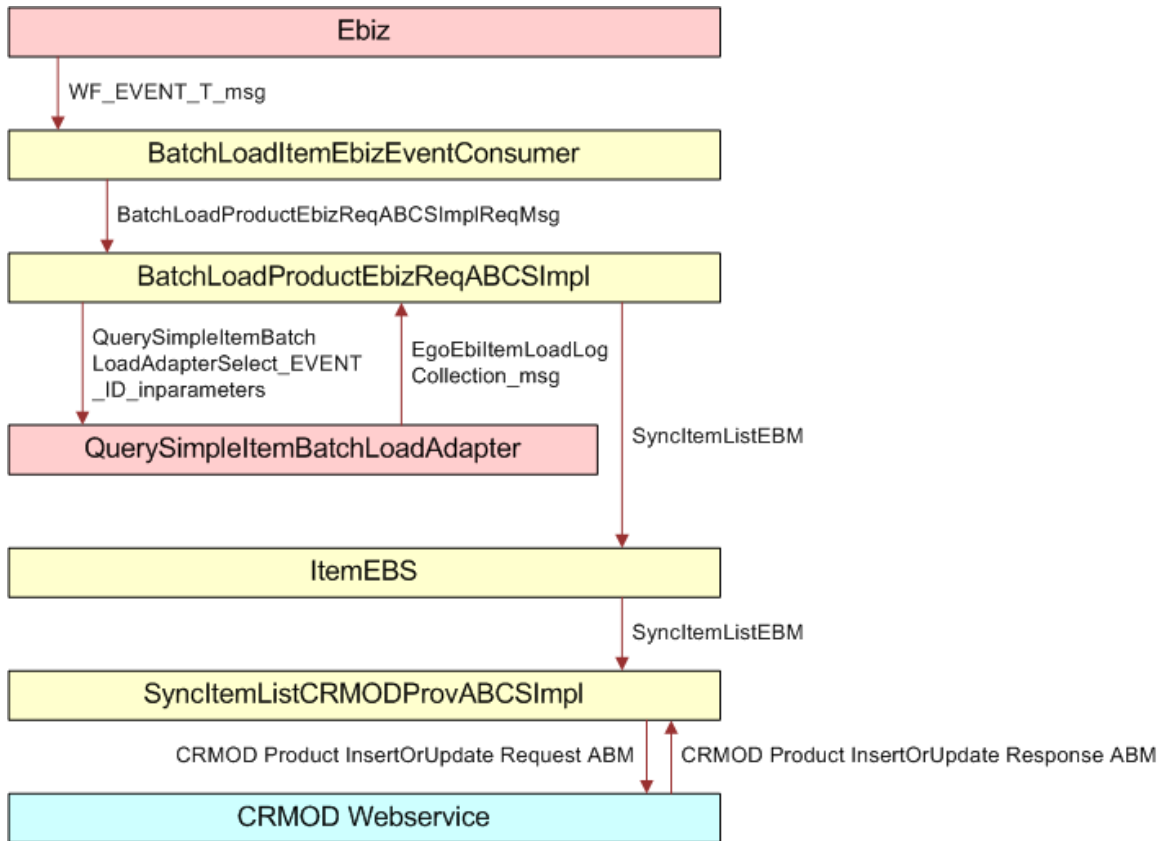 Ebiz
WF_EVENT_T_msg
BatchLoadItemEbizEventConsumer
BatchLoadProductEbizReqABCSImplReqMsg
BatchLoadProductEbizReqABCSImpl
QuerySimpleItemBatch
LoadAdapterSelect_EVENT
_ID_inparameters
EgoEbiItemLoadLog
Collection_msg
SyncItemListEBM
QuerySimpleItemBatchLoadAdapter
ItemEBS
SyncItemListEBM
SyncItemListCRMODProvABCSImpl
CRMOD Product InsertOrUpdate Request ABM
CRMOD Product InsertOrUpdate Response ABM
CRMOD Webservice